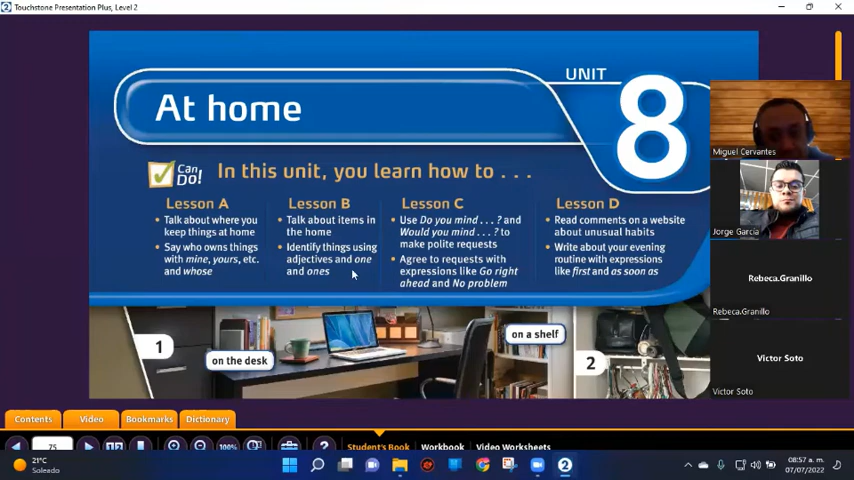 Touchstone Presentation Plus, Level 2
UNIT
8
At home
Can Do!
In this unit, you learn how to . . .
Lesson A
• Talk about where you
keep things at home
• Say who owns things
with mine, yours, etc.
and whose
Lesson B
• Talk about items in
the home
• Identify things using
adjectives and one
and ones
Lesson C
• Use Do you mind . . . ? and
Would you mind . . . ? to
make polite requests
• Agree to requests with
expressions like Go right
ahead and No problem
Lesson D
• Read comments on a website
about unusual habits
• Write about your evening
routine with expressions
like first and as soon as
1
on the desk
on a shelf
2
Miguel Cervantes
Jorge García
Rebeca.Granillo
Rebeca.Granillo
Victor Soto
Victor Soto
Contents
Video
Bookmarks
Dictionary
75
100%
Student's Book
Workbook
Video Worksheets
21°C
Soleado
08:57 a. m.
07/07/2022